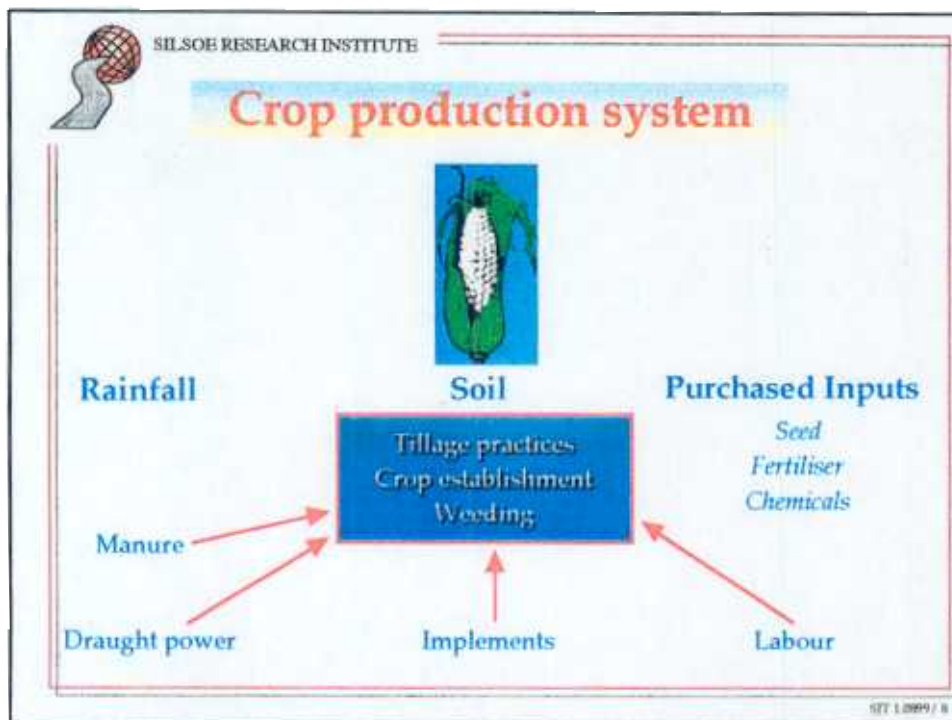 SILSOE RESEARCH INSTITUTE
Crop production system
Rainfall
Soil
Purchased Inputs
Seed
Fertiliser
Chemicals
Tillage practices
Crop establishment
Weeding
Manure
Draught power
Implements
Labour